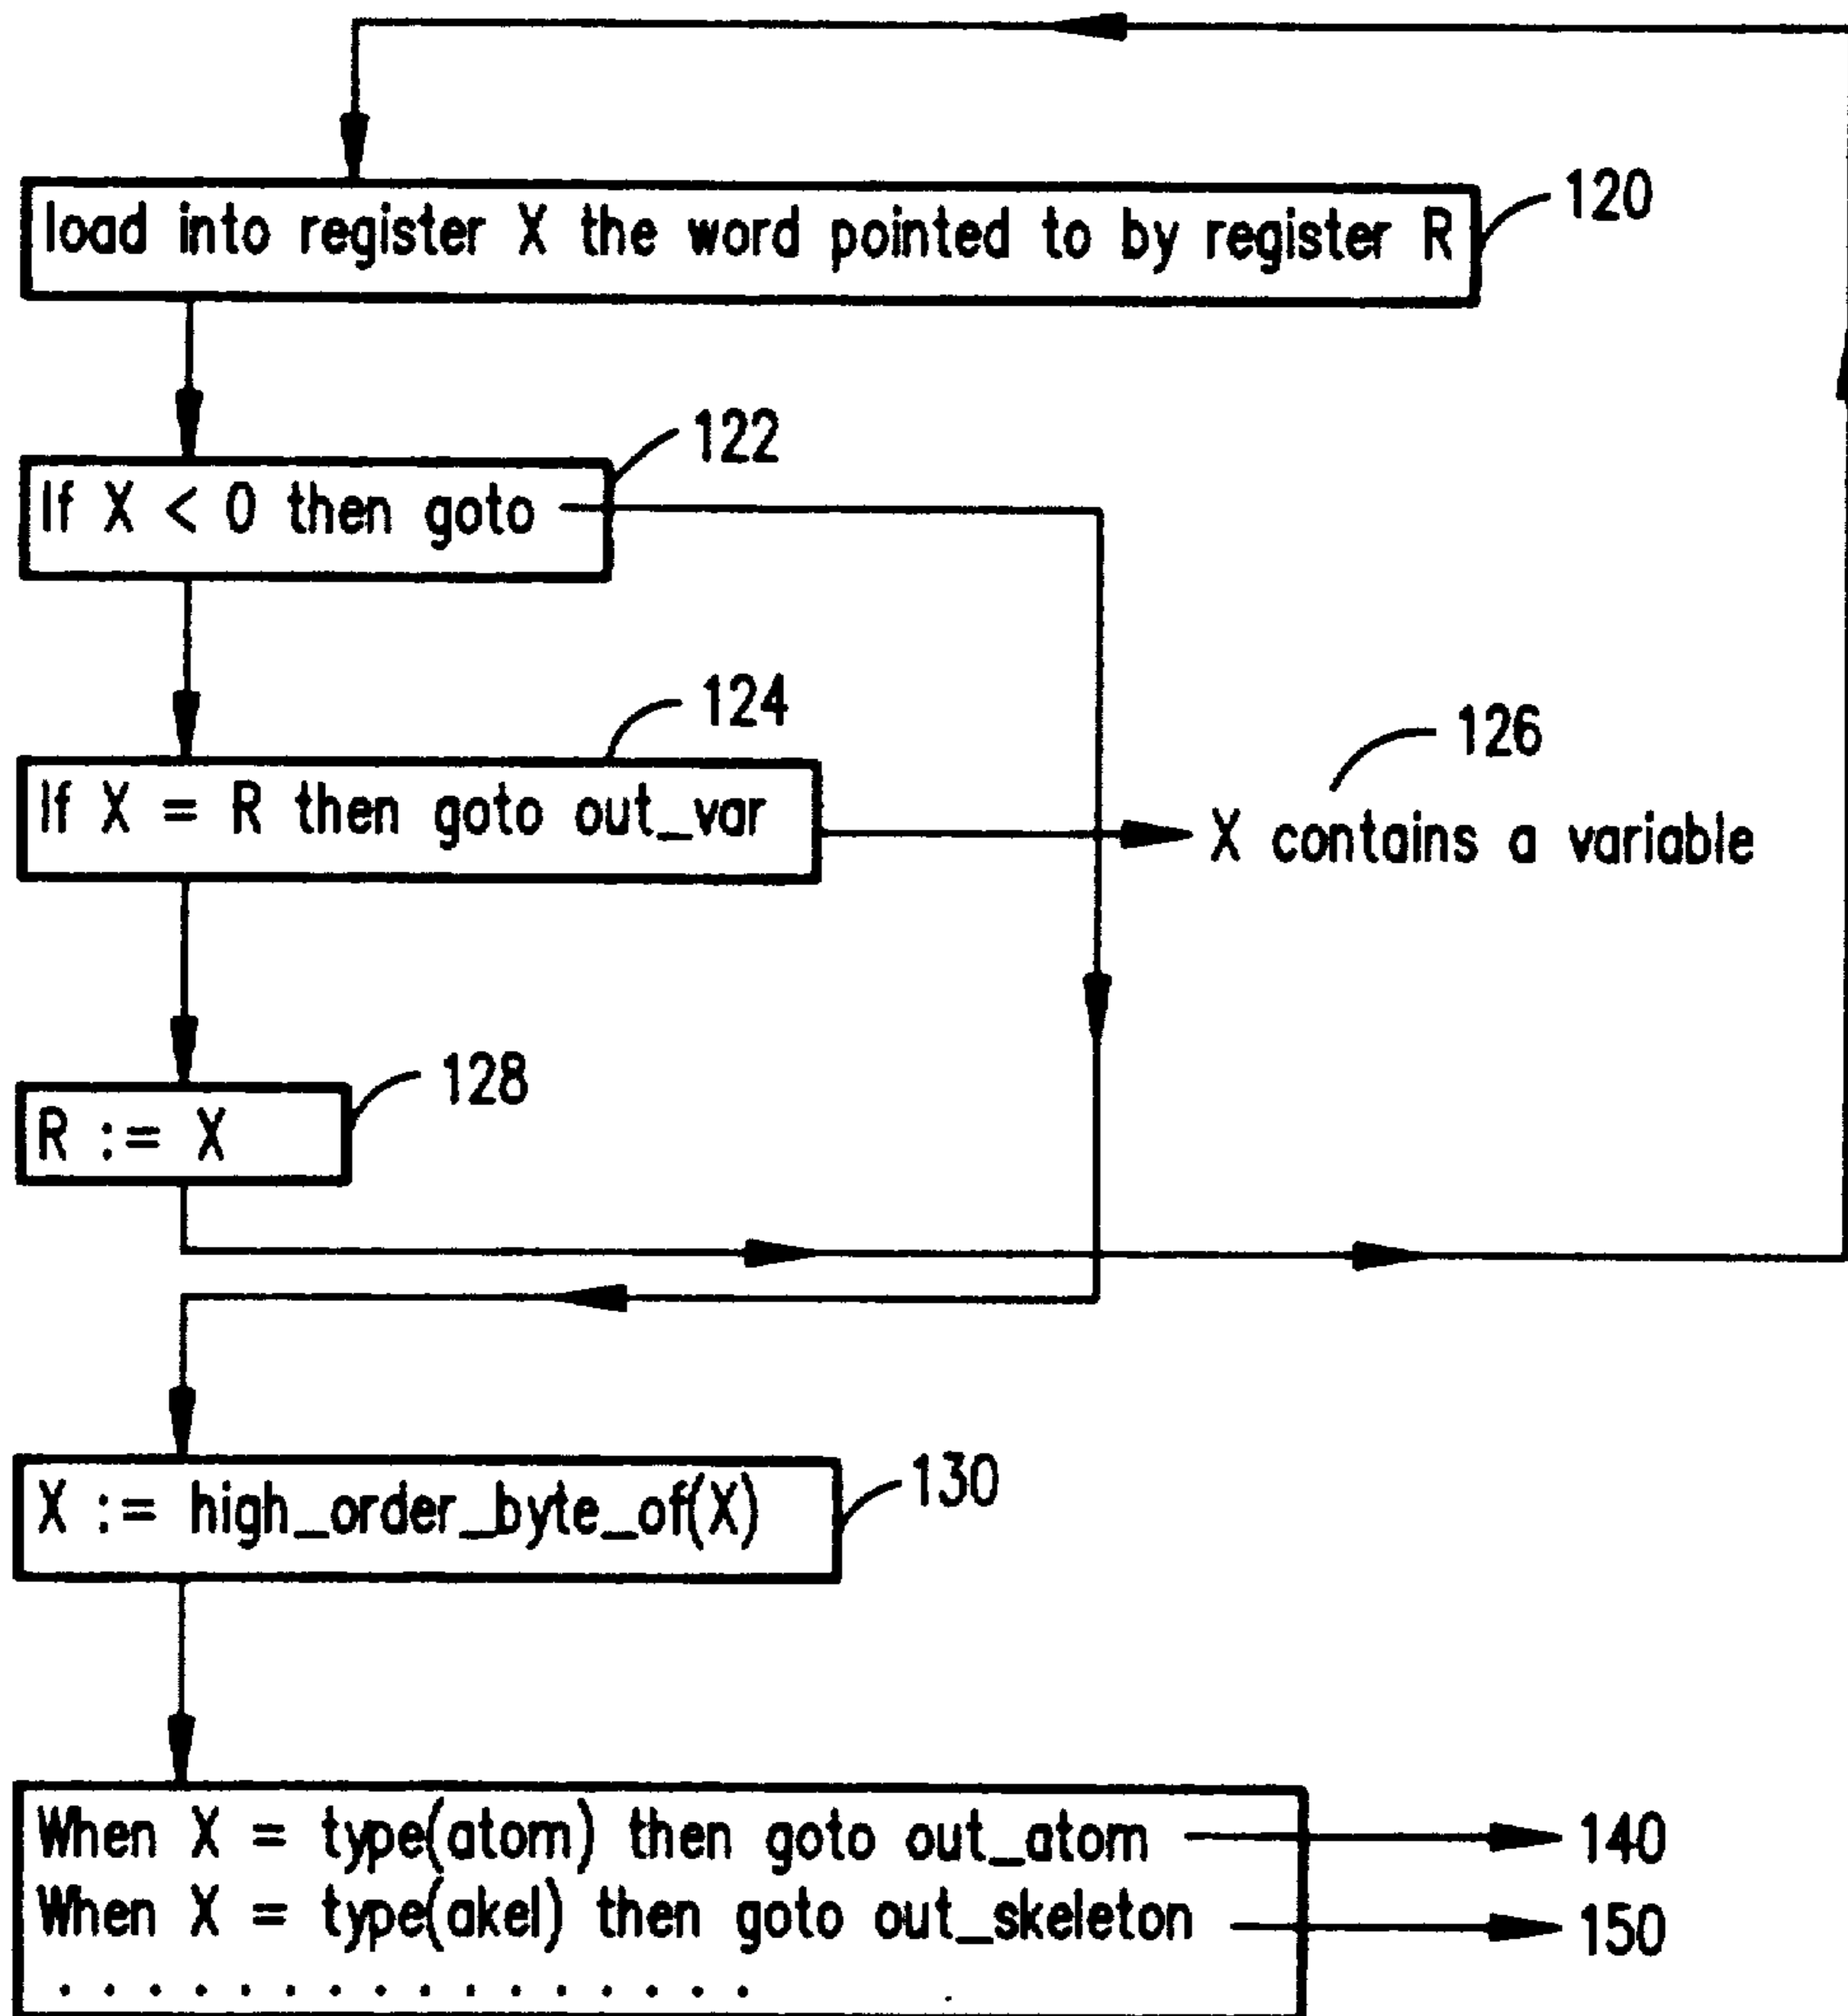 load into register X the word pointed to by register R
120
If X < 0 then goto
122
If X = R then goto out_var
124
126
X contains a variable
R := X
128
X := high_order_byte_of(X)
130
When X = type(atom) then goto out_atom
140
When X = type(akel) then goto out_skeleton
150
. . . . . . . . . . . . . . . .